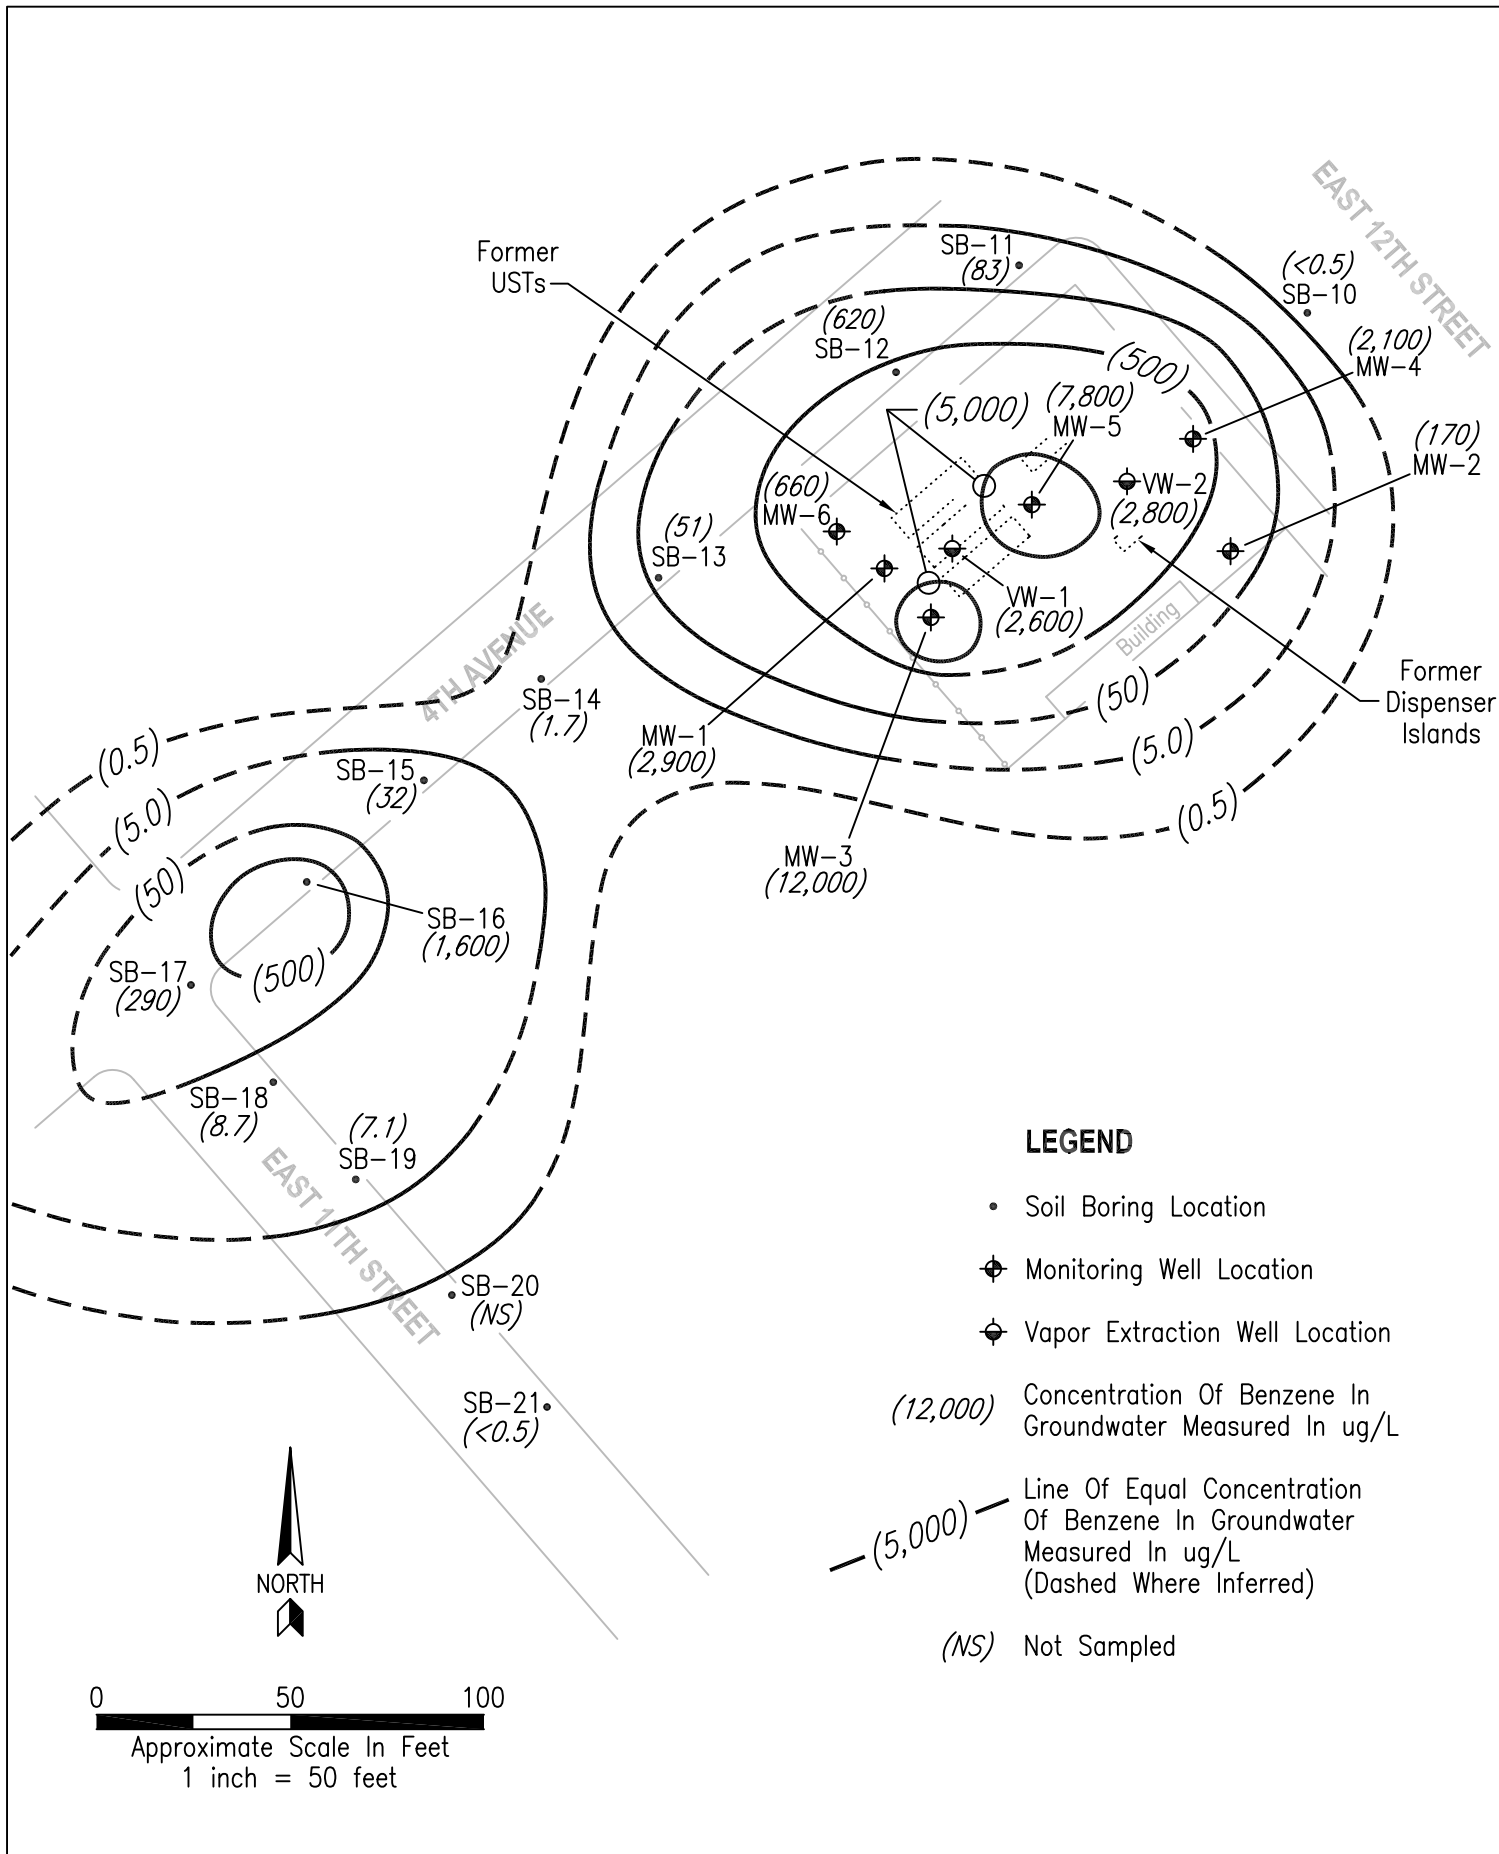 EAST 12TH STREET
SB-11
(83)
Former
USTs
(<0.5)
SB-10
(620)
SB-12
(2,100)
MW-4
(500)
(5,000)
(7,800)
MW-5
(170)
MW-2
(660)
MW-6
VW-2
(2,800)
(51)
SB-13
VW-1
(2,600)
Building
4TH AVENUE
SB-14
(1.7)
Former
Dispenser
Islands
(50)
MW-1
(2,900)
(5.0)
(0.5)
SB-15
(32)
(5.0)
(0.5)
MW-3
(12,000)
(50)
SB-16
(1,600)
SB-17
(290)
(500)
SB-18
(8.7)
(7.1)
SB-19
EAST 11TH STREET
SB-20
(NS)
SB-21
(<0.5)
LEGEND
Soil Boring Location
Monitoring Well Location
Vapor Extraction Well Location
(12,000) Concentration Of Benzene In
Groundwater Measured In ug/L
(5,000) Line Of Equal Concentration
Of Benzene In Groundwater
Measured In ug/L
(Dashed Where Inferred)
(NS) Not Sampled
NORTH
0 50 100
Approximate Scale In Feet
1 inch = 50 feet